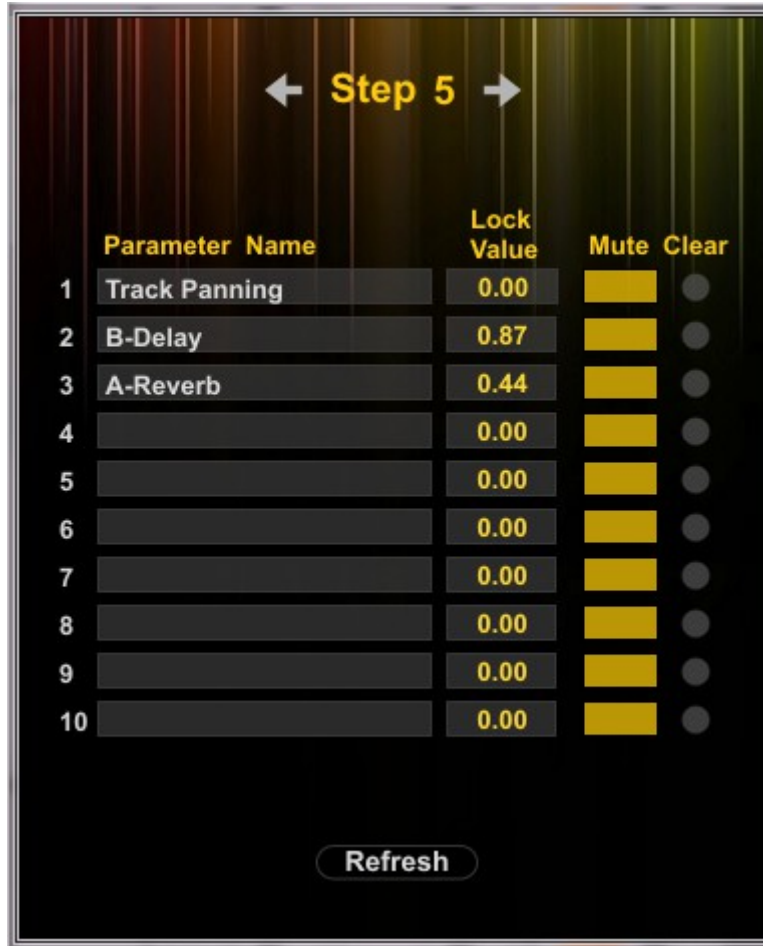 Step 5
Parameter Name Lock Value Mute Clear
1 Track Panning 0.00
2 B-Delay 0.87
3 A-Reverb 0.44
4 0.00
5 0.00
6 0.00
7 0.00
8 0.00
9 0.00
10 0.00
Refresh